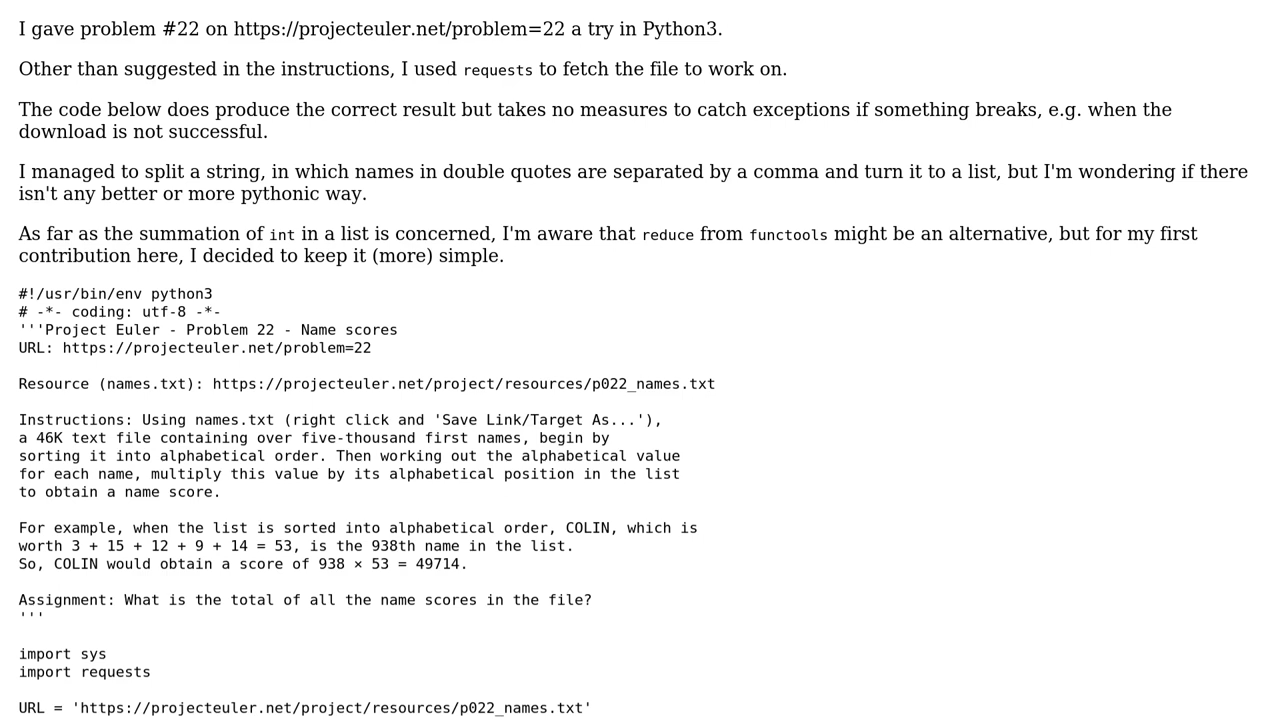 I gave problem #22 on https://projecteuler.net/problem=22 a try in Python3.
Other than suggested in the instructions, I used requests to fetch the file to work on.
The code below does produce the correct result but takes no measures to catch exceptions if something breaks, e.g. when the
download is not successful.
I managed to split a string, in which names in double quotes are separated by a comma and turn it to a list, but I'm wondering if there
isn't any better or more pythonic way.
As far as the summation of int in a list is concerned, I'm aware that reduce from functools might be an alternative, but for my first
contribution here, I decided to keep it (more) simple.
#!/usr/bin/env python3
# -*- coding: utf-8 -*-
'''Project Euler - Problem 22 - Name scores
URL: https://projecteuler.net/problem=22
Resource (names.txt): https://projecteuler.net/project/resources/p022_names.txt
Instructions: Using names.txt (right click and 'Save Link/Target As...'),
a 46K text file containing over five-thousand first names, begin by
sorting it into alphabetical order. Then working out the alphabetical value
for each name, multiply this value by its alphabetical position in the list
to obtain a name score.
For example, when the list is sorted into alphabetical order, COLIN, which is
worth 3 + 15 + 12 + 9 + 14 = 53, is the 938th name in the list.
So, COLIN would obtain a score of 938 × 53 = 49714.
Assignment: What is the total of all the name scores in the file?
'''
import sys
import requests
URL = 'https://projecteuler.net/project/resources/p022_names.txt'